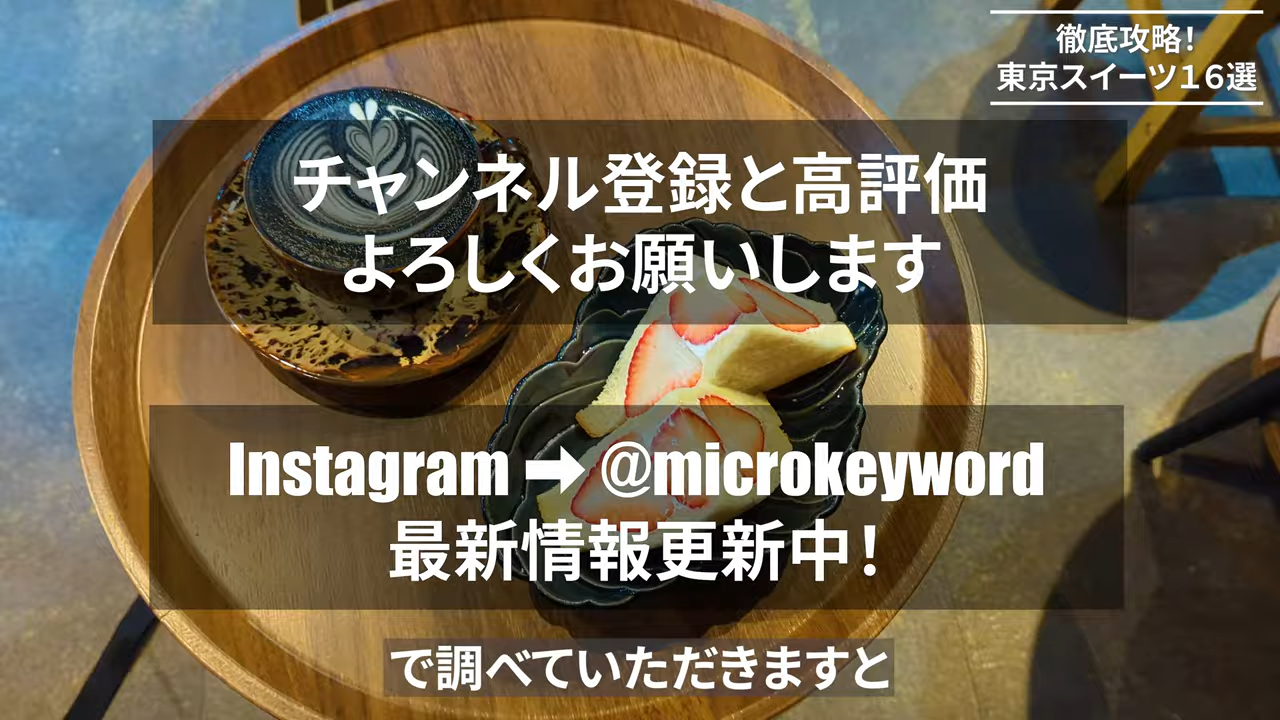 徹底攻略!
東京スイーツ16選
チャンネル登録と高評価
よろしくお願いします
Instagram ➡ @microkeyword
最新情報更新中!
で調べていただきますと